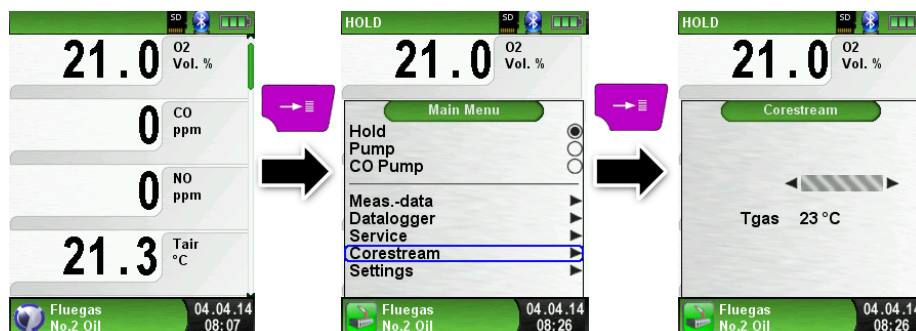 SD
21.0 O2 Vol. %
0 CO ppm
0 NO ppm
21.3 Tair °C
Fluegas 04.04.14
No.2 Oil 08:07
HOLD SD
21.0 O2 Vol. %
Main Menu
Hold
Pump
CO Pump
Meas.-data
Datalogger
Service
Corestream
Settings
Fluegas 04.04.14
No.2 Oil 08:26
HOLD SD
21.0 O2 Vol. %
Corestream
Tgas 23 °C
Fluegas
No.2 Oil 08:26